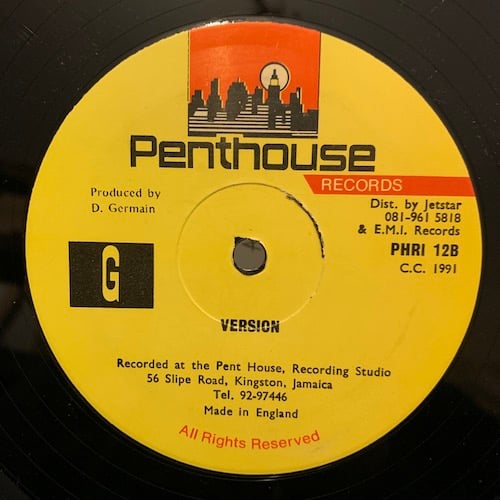 Penthouse
RECORDS
Produced by
D. Germain
Dist. by Jetstar
081-961 5818
& E.M.I. Records
PHRI 12B
C.C. 1991
G
VERSION
Recorded at the Pent House, Recording Studio
56 Slipe Road, Kingston, Jamaica
Tel. 92-97446
Made in England
All Rights Reserved